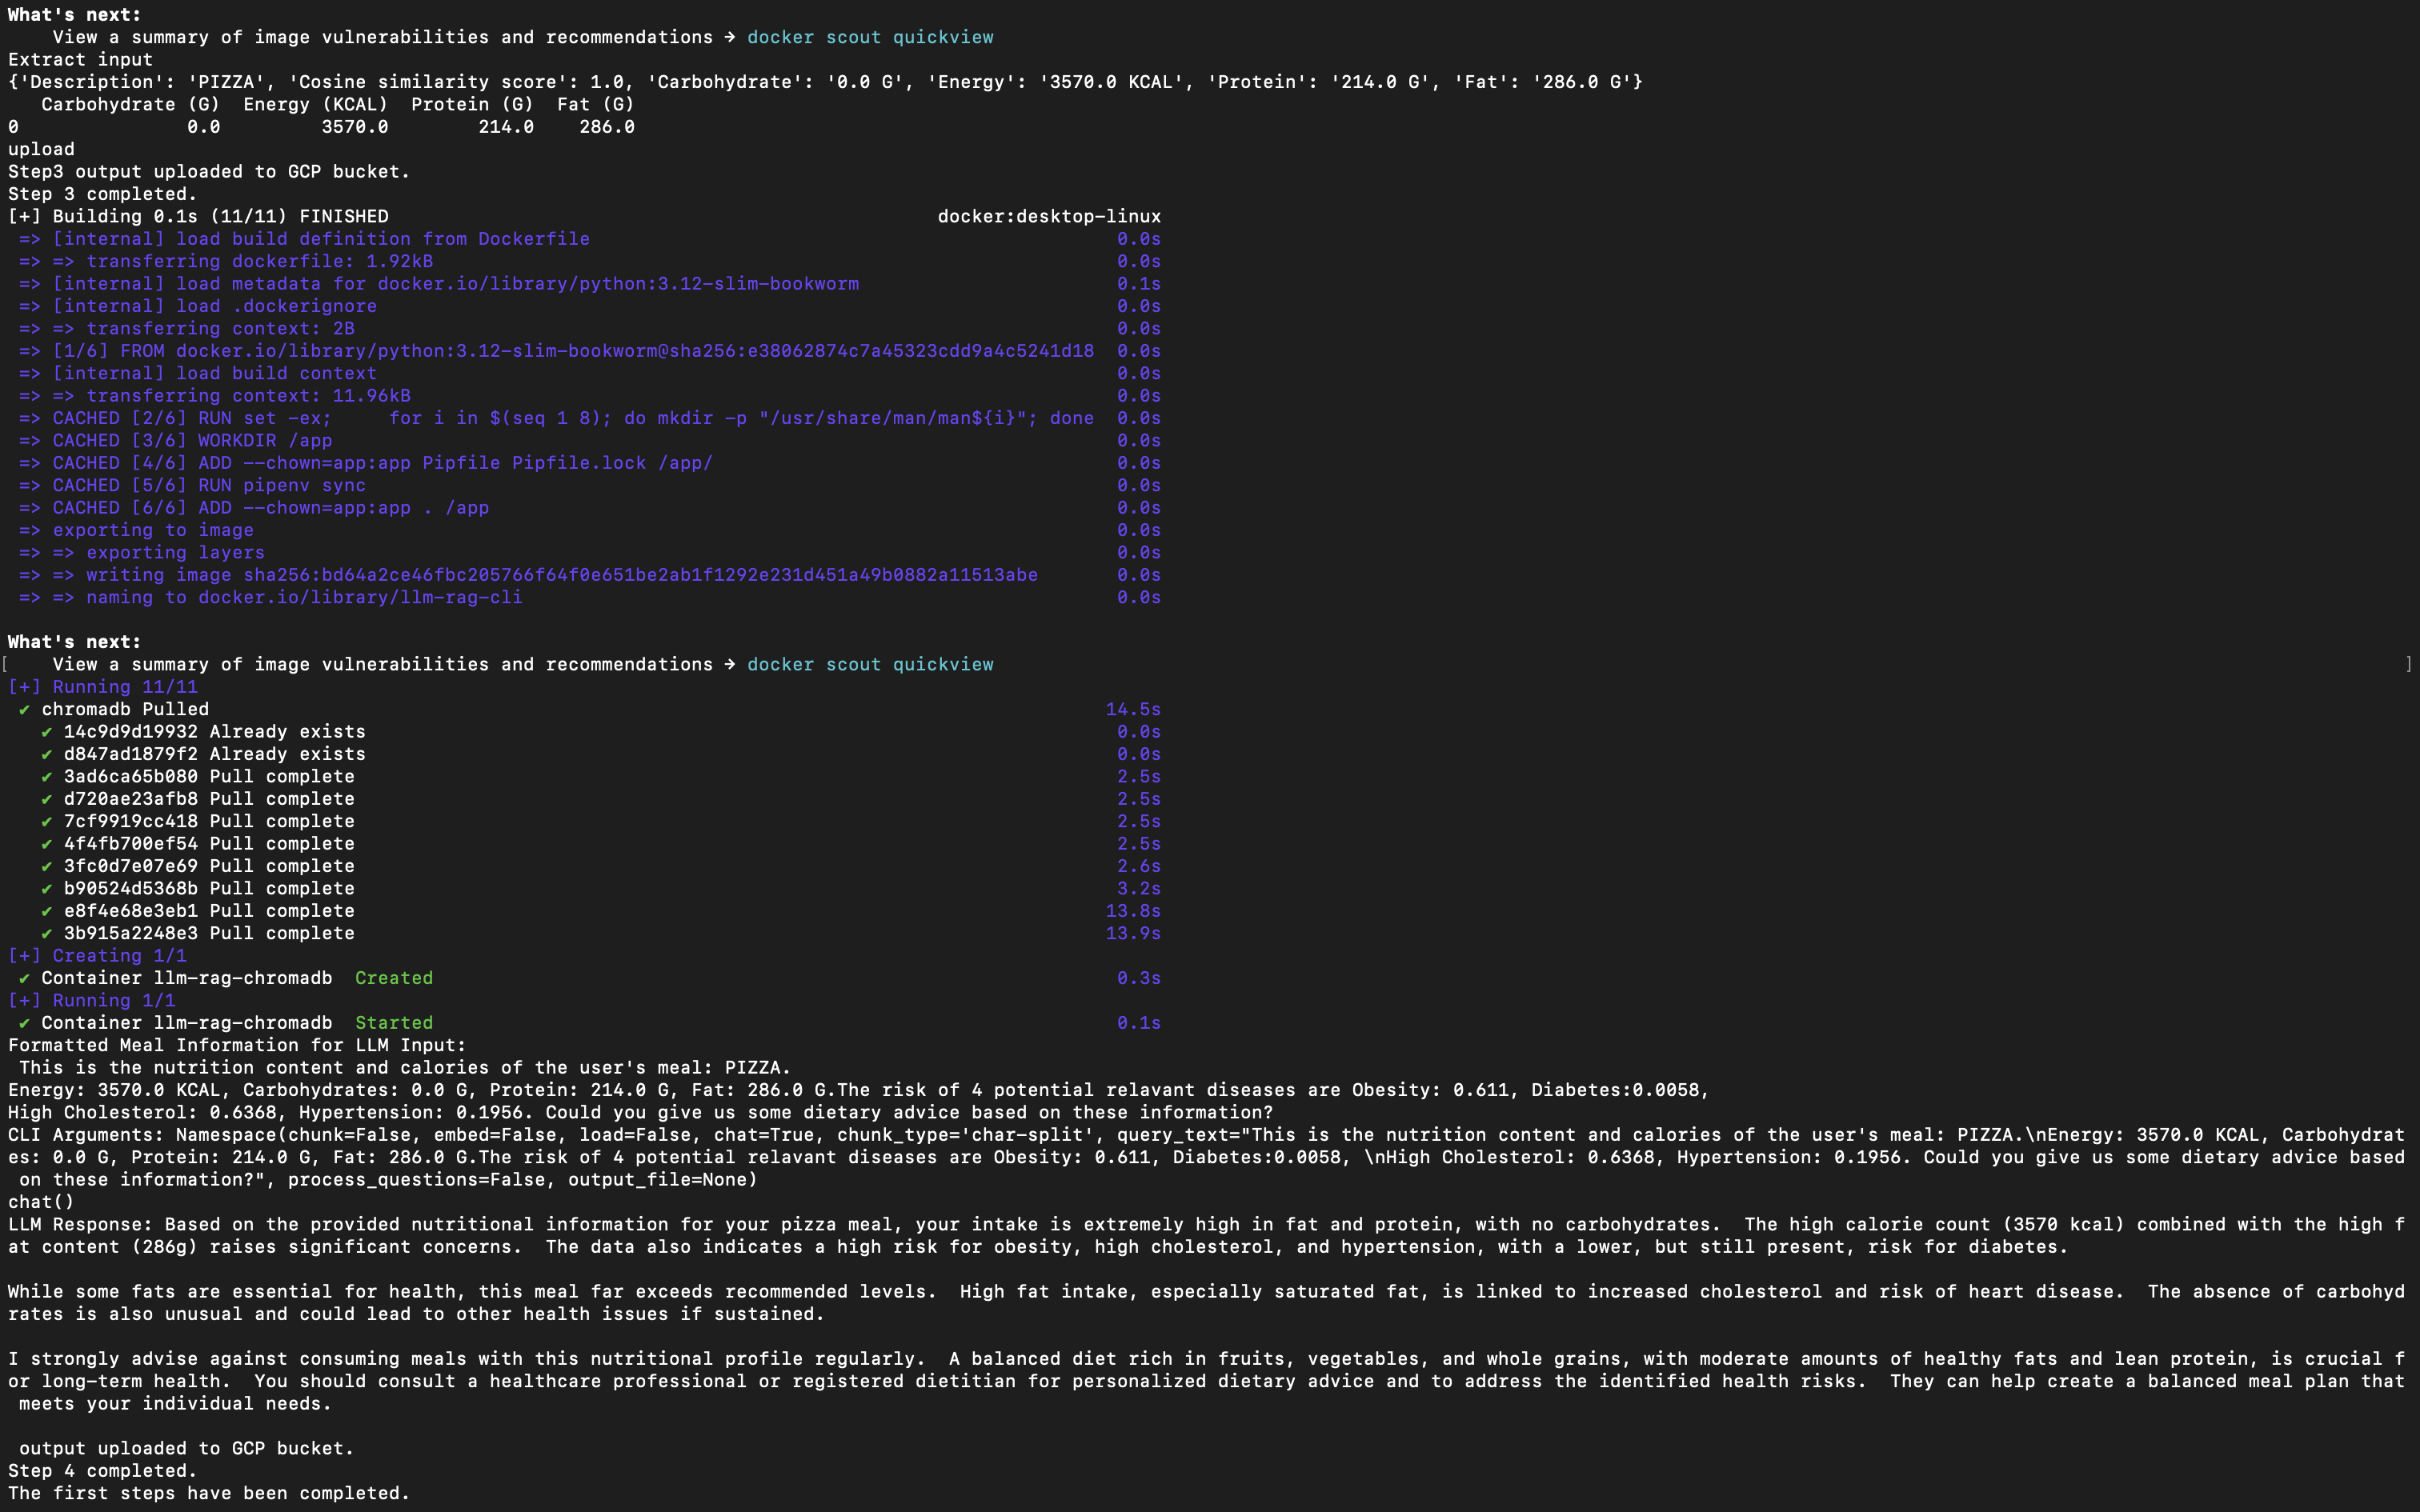 What's next:
    View a summary of image vulnerabilities and recommendations → docker scout quickview
Extract input
{'Description': 'PIZZA', 'Cosine similarity score': 1.0, 'Carbohydrate': '0.0 G', 'Energy': '3570.0 KCAL', 'Protein': '214.0 G', 'Fat': '286.0 G'}
   Carbohydrate (G)  Energy (KCAL)  Protein (G)  Fat (G)
0               0.0         3570.0        214.0    286.0
upload
Step3 output uploaded to GCP bucket.
Step 3 completed.
[+] Building 0.1s (11/11) FINISHED                                                 docker:desktop-linux
 => [internal] load build definition from Dockerfile                                               0.0s
 => => transferring dockerfile: 1.92kB                                                             0.0s
 => [internal] load metadata for docker.io/library/python:3.12-slim-bookworm                       0.1s
 => [internal] load .dockerignore                                                                  0.0s
 => => transferring context: 2B                                                                    0.0s
 => [1/6] FROM docker.io/library/python:3.12-slim-bookworm@sha256:e38062874c7a45323cdd9a4c5241d18  0.0s
 => [internal] load build context                                                                  0.0s
 => => transferring context: 11.96kB                                                               0.0s
 => CACHED [2/6] RUN set -ex;     for i in $(seq 1 8); do mkdir -p "/usr/share/man/man${i}"; done  0.0s
 => CACHED [3/6] WORKDIR /app                                                                      0.0s
 => CACHED [4/6] ADD --chown=app:app Pipfile Pipfile.lock /app/                                    0.0s
 => CACHED [5/6] RUN pipenv sync                                                                   0.0s
 => CACHED [6/6] ADD --chown=app:app . /app                                                        0.0s
 => exporting to image                                                                             0.0s
 => => exporting layers                                                                            0.0s
 => => writing image sha256:bd64a2ce46fbc205766f64f0e651be2ab1f1292e231d451a49b0882a11513abe       0.0s
 => => naming to docker.io/library/llm-rag-cli                                                     0.0s

What's next:
[    View a summary of image vulnerabilities and recommendations → docker scout quickview ]
[+] Running 11/11
 ✔ chromadb Pulled                                                                                14.5s
   ✔ 14c9d9d19932 Already exists                                                                   0.0s
   ✔ d847ad1879f2 Already exists                                                                   0.0s
   ✔ 3ad6ca65b080 Pull complete                                                                    2.5s
   ✔ d720ae23afb8 Pull complete                                                                    2.5s
   ✔ 7cf9919cc418 Pull complete                                                                    2.5s
   ✔ 4f4fb700ef54 Pull complete                                                                    2.5s
   ✔ 3fc0d7e07e69 Pull complete                                                                    2.6s
   ✔ b90524d5368b Pull complete                                                                    3.2s
   ✔ e8f4e68e3eb1 Pull complete                                                                   13.8s
   ✔ 3b915a2248e3 Pull complete                                                                   13.9s
[+] Creating 1/1
 ✔ Container llm-rag-chromadb  Created                                                             0.3s
[+] Running 1/1
 ✔ Container llm-rag-chromadb  Started                                                             0.1s
Formatted Meal Information for LLM Input:
 This is the nutrition content and calories of the user's meal: PIZZA.
Energy: 3570.0 KCAL, Carbohydrates: 0.0 G, Protein: 214.0 G, Fat: 286.0 G.The risk of 4 potential relavant diseases are Obesity: 0.611, Diabetes:0.0058,
High Cholesterol: 0.6368, Hypertension: 0.1956. Could you give us some dietary advice based on these information?
CLI Arguments: Namespace(chunk=False, embed=False, load=False, chat=True, chunk_type='char-split', query_text="This is the nutrition content and calories of the user's meal: PIZZA.\nEnergy: 3570.0 KCAL, Carbohydrat
es: 0.0 G, Protein: 214.0 G, Fat: 286.0 G.The risk of 4 potential relavant diseases are Obesity: 0.611, Diabetes:0.0058, \nHigh Cholesterol: 0.6368, Hypertension: 0.1956. Could you give us some dietary advice based
 on these information?", process_questions=False, output_file=None)
chat()
LLM Response: Based on the provided nutritional information for your pizza meal, your intake is extremely high in fat and protein, with no carbohydrates.  The high calorie count (3570 kcal) combined with the high f
at content (286g) raises significant concerns.  The data also indicates a high risk for obesity, high cholesterol, and hypertension, with a lower, but still present, risk for diabetes.

While some fats are essential for health, this meal far exceeds recommended levels.  High fat intake, especially saturated fat, is linked to increased cholesterol and risk of heart disease.  The absence of carbohyd
rates is also unusual and could lead to other health issues if sustained.

I strongly advise against consuming meals with this nutritional profile regularly.  A balanced diet rich in fruits, vegetables, and whole grains, with moderate amounts of healthy fats and lean protein, is crucial f
or long-term health.  You should consult a healthcare professional or registered dietitian for personalized dietary advice and to address the identified health risks.  They can help create a balanced meal plan that
 meets your individual needs.

 output uploaded to GCP bucket.
Step 4 completed.
The first steps have been completed.